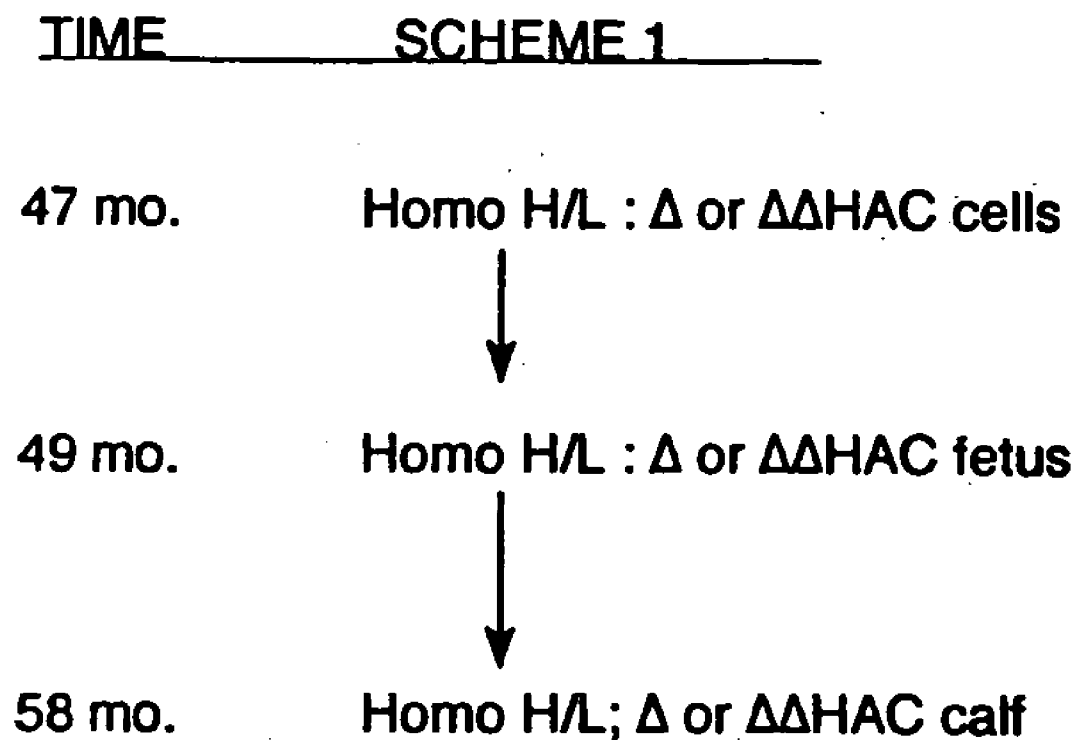 TIME SCHEME 1
47 mo. Homo H/L : Δ or ΔΔHAC cells
49 mo. Homo H/L : Δ or ΔΔHAC fetus
58 mo. Homo H/L; Δ or ΔΔHAC calf